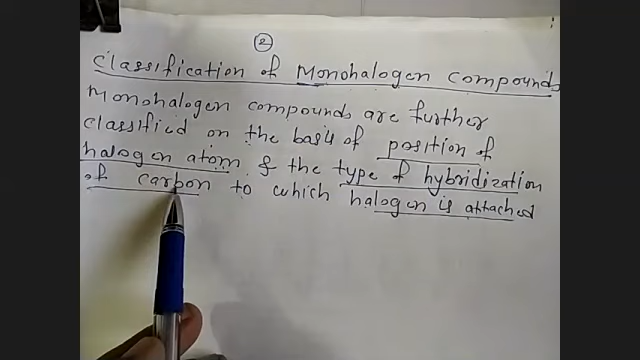 2
Classification of Monohalogen Compounds
Monohalogen compounds are further
classified on the basis of position of
halogen atom & the type of hybridization
of carbon to which halogen is attached